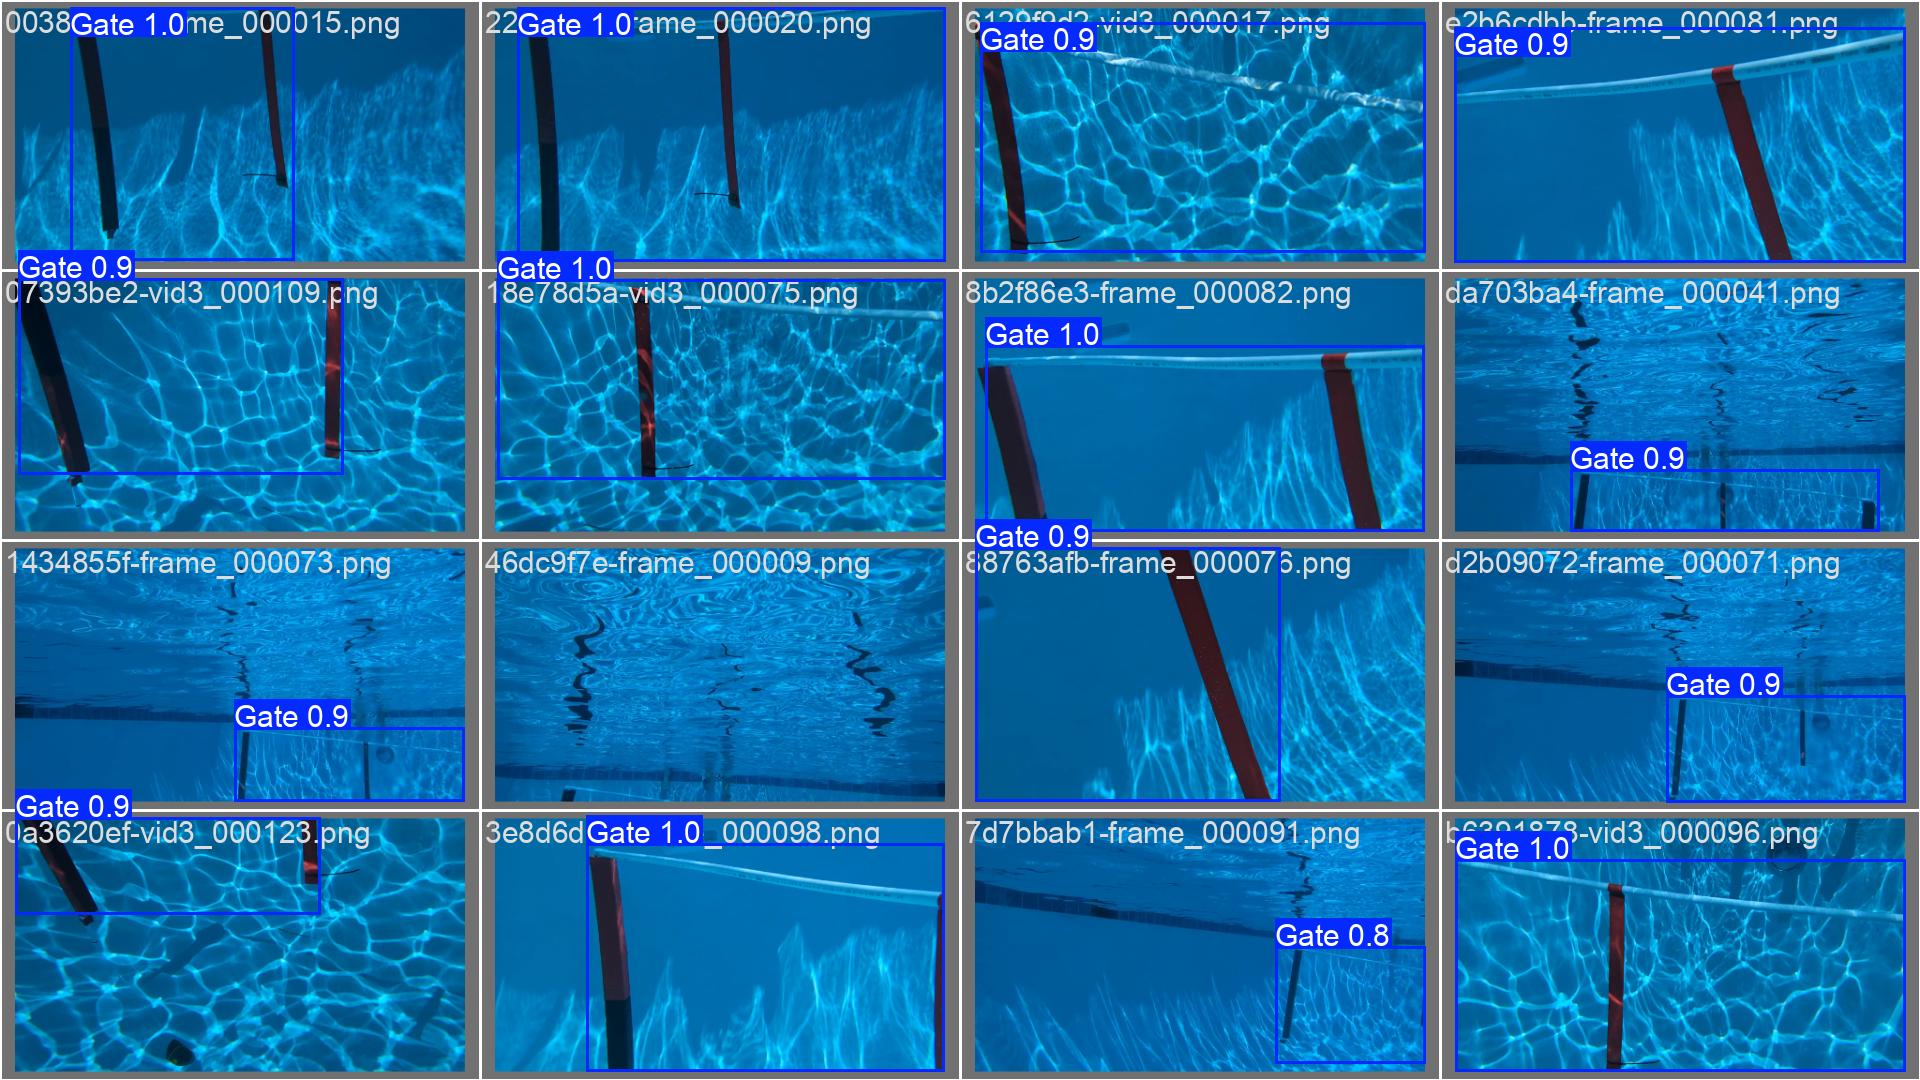 0038
Gate 1.0
me_000015.png
22
Gate 1.0
rame_000020.png
6129f9d2-vid3_000017.png
Gate 0.9
e2b6cdbb-frame_000081.png
Gate 0.9
Gate 0.9
07393be2-vid3_000109.png
Gate 1.0
18e78d5a-vid3_000075.png
8b2f86e3-frame_000082.png
Gate 1.0
da703ba4-frame_000041.png
Gate 0.9
1434855f-frame_000073.png
Gate 0.9
46dc9f7e-frame_000009.png
Gate 0.9
88763afb-frame_000076.png
d2b09072-frame_000071.png
Gate 0.9
Gate 0.9
0a3620ef-vid3_000123.png
3e8d6d
Gate 1.0
_000098.png
7d7bbab1-frame_000091.png
Gate 0.8
b6391878-vid3_000096.png
Gate 1.0